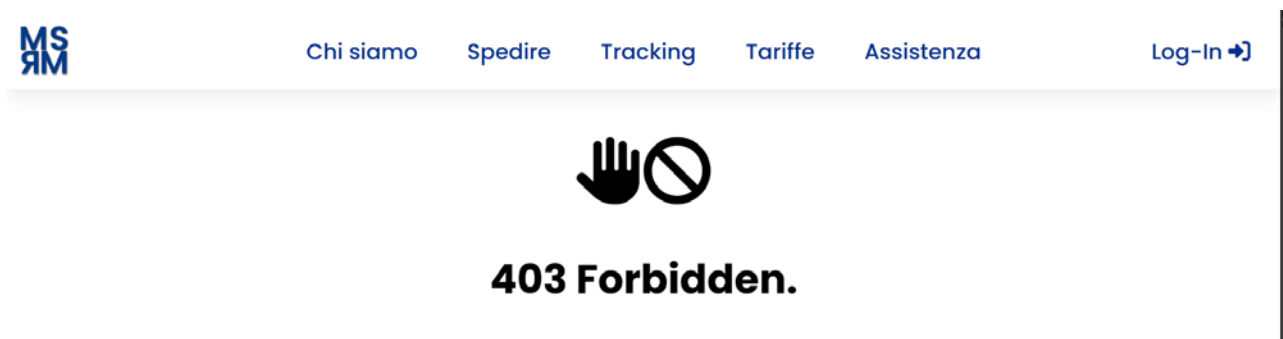 MS
ЯM
Chi siamo Spedire Tracking Tariffe Assistenza Log-In
403 Forbidden.